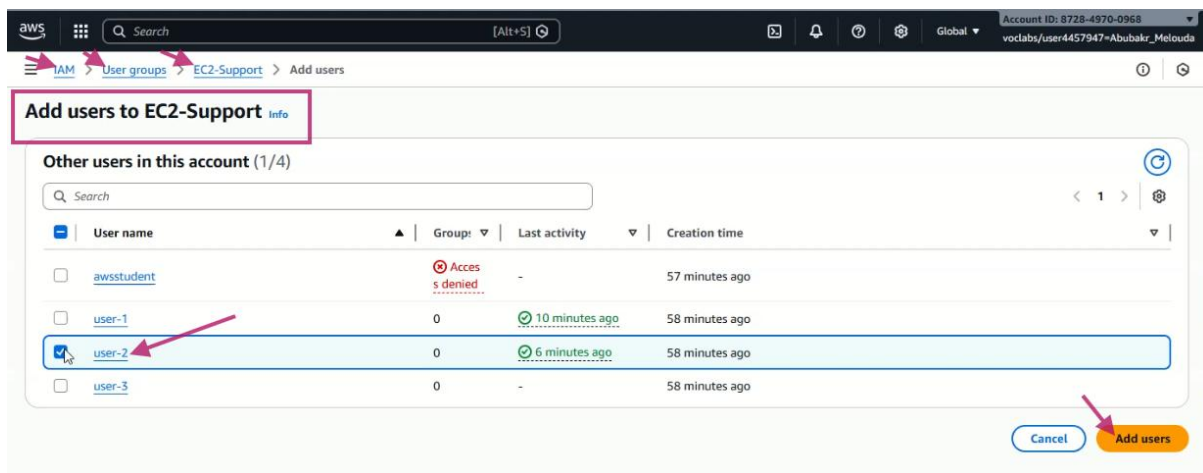 aws Search [Alt+S] Global Account ID: 8728-4970-0968
voclabs/user4457947=Abubakr_Melouda
IAM > User groups > EC2-Support > Add users
Add users to EC2-Support Info
Other users in this account (1/4)
Search < 1 >
User name Groups Last activity Creation time
awsstudent Acces
s denied - 57 minutes ago
user-1 0 10 minutes ago 58 minutes ago
user-2 0 6 minutes ago 58 minutes ago
user-3 0 - 58 minutes ago
Cancel Add users